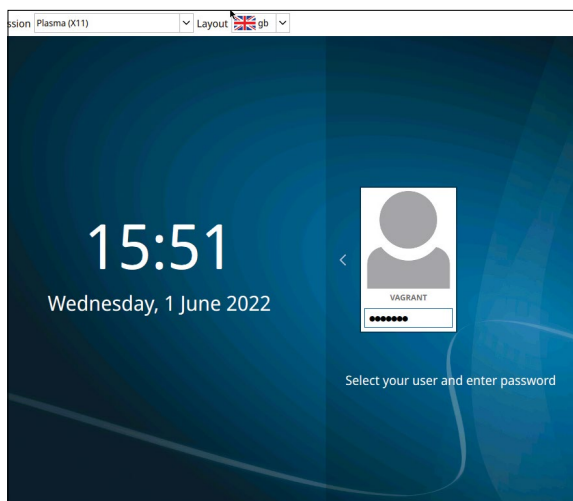 ssion Plasma (X11) Layout gb
15:51
Wednesday, 1 June 2022
VAGRANT
●●●●●●●
Select your user and enter password